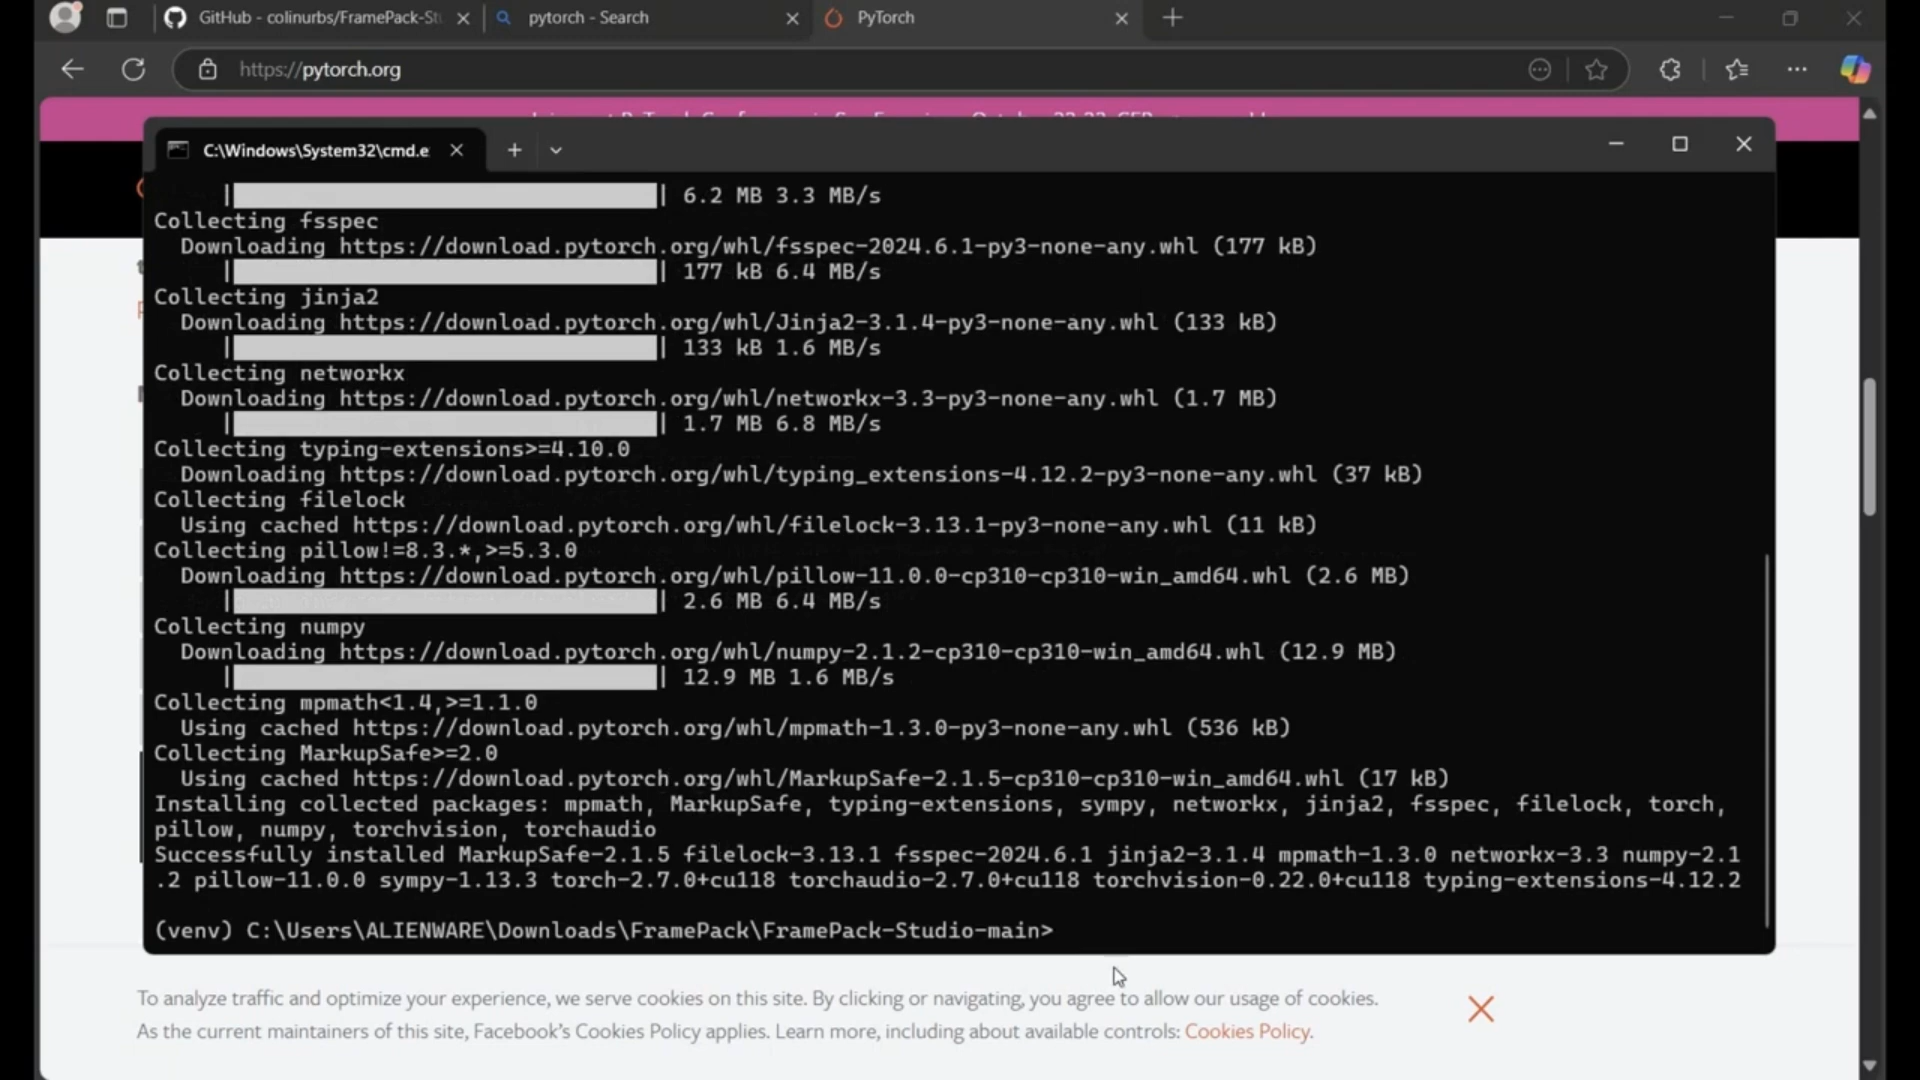 GitHub - colinurbs/FramePack-Stu
pytorch - Search
PyTorch
https://pytorch.org
C:\Windows\System32\cmd.e
6.2 MB 3.3 MB/s
Collecting fsspec
Downloading https://download.pytorch.org/whl/fsspec-2024.6.1-py3-none-any.whl (177 kB)
177 kB 6.4 MB/s
Collecting jinja2
Downloading https://download.pytorch.org/whl/Jinja2-3.1.4-py3-none-any.whl (133 kB)
133 kB 1.6 MB/s
Collecting networkx
Downloading https://download.pytorch.org/whl/networkx-3.3-py3-none-any.whl (1.7 MB)
1.7 MB 6.8 MB/s
Collecting typing-extensions>=4.10.0
Downloading https://download.pytorch.org/whl/typing_extensions-4.12.2-py3-none-any.whl (37 kB)
Collecting filelock
Using cached https://download.pytorch.org/whl/filelock-3.13.1-py3-none-any.whl (11 kB)
Collecting pillow!=8.3.*,>=5.3.0
Downloading https://download.pytorch.org/whl/pillow-11.0.0-cp310-cp310-win_amd64.whl (2.6 MB)
2.6 MB 6.4 MB/s
Collecting numpy
Downloading https://download.pytorch.org/whl/numpy-2.1.2-cp310-cp310-win_amd64.whl (12.9 MB)
12.9 MB 1.6 MB/s
Collecting mpmath<1.4,>=1.1.0
Using cached https://download.pytorch.org/whl/mpmath-1.3.0-py3-none-any.whl (536 kB)
Collecting MarkupSafe>=2.0
Using cached https://download.pytorch.org/whl/MarkupSafe-2.1.5-cp310-cp310-win_amd64.whl (17 kB)
Installing collected packages: mpmath, MarkupSafe, typing-extensions, sympy, networkx, jinja2, fsspec, filelock, torch,
pillow, numpy, torchvision, torchaudio
Successfully installed MarkupSafe-2.1.5 filelock-3.13.1 fsspec-2024.6.1 jinja2-3.1.4 mpmath-1.3.0 networkx-3.3 numpy-2.1
.2 pillow-11.0.0 sympy-1.13.3 torch-2.7.0+cu118 torchaudio-2.7.0+cu118 torchvision-0.22.0+cu118 typing-extensions-4.12.2
(venv) C:\Users\ALIENWARE\Downloads\FramePack\FramePack-Studio-main>
To analyze traffic and optimize your experience, we serve cookies on this site. By clicking or navigating, you agree to allow our usage of cookies.
As the current maintainers of this site, Facebook's Cookies Policy applies. Learn more, including about available controls: Cookies Policy.